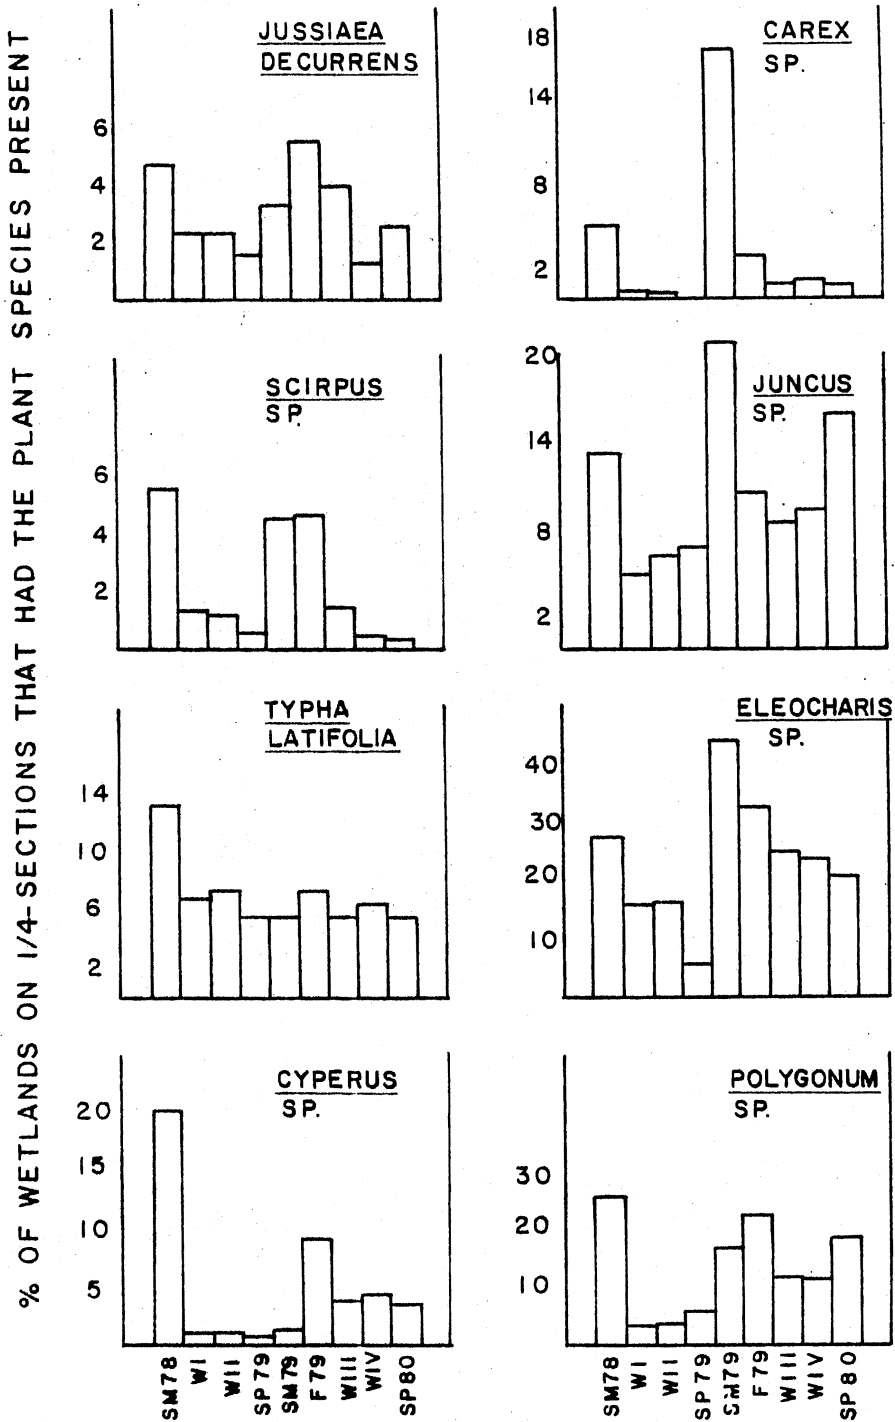 % OF WETLANDS ON 1/4-SECTIONS THAT HAD THE PLANT SPECIES PRESENT
JUSSIAEA
DECURRENS
6
4
2
CAREX
SP.
18
14
8
2
SCIRPUS
SP.
6
4
2
JUNCUS
SP.
20
14
8
2
TYPHA
LATIFOLIA
14
10
6
2
ELEOCHARIS
SP.
40
30
20
10
CYPERUS
SP.
20
15
10
5
SM78 WI WII SP79 SM79 F79 WIII WIV SP80
POLYGONUM
SP.
30
20
10
SM78 WI WII SP79 SM79 F79 WIII WIV SP80